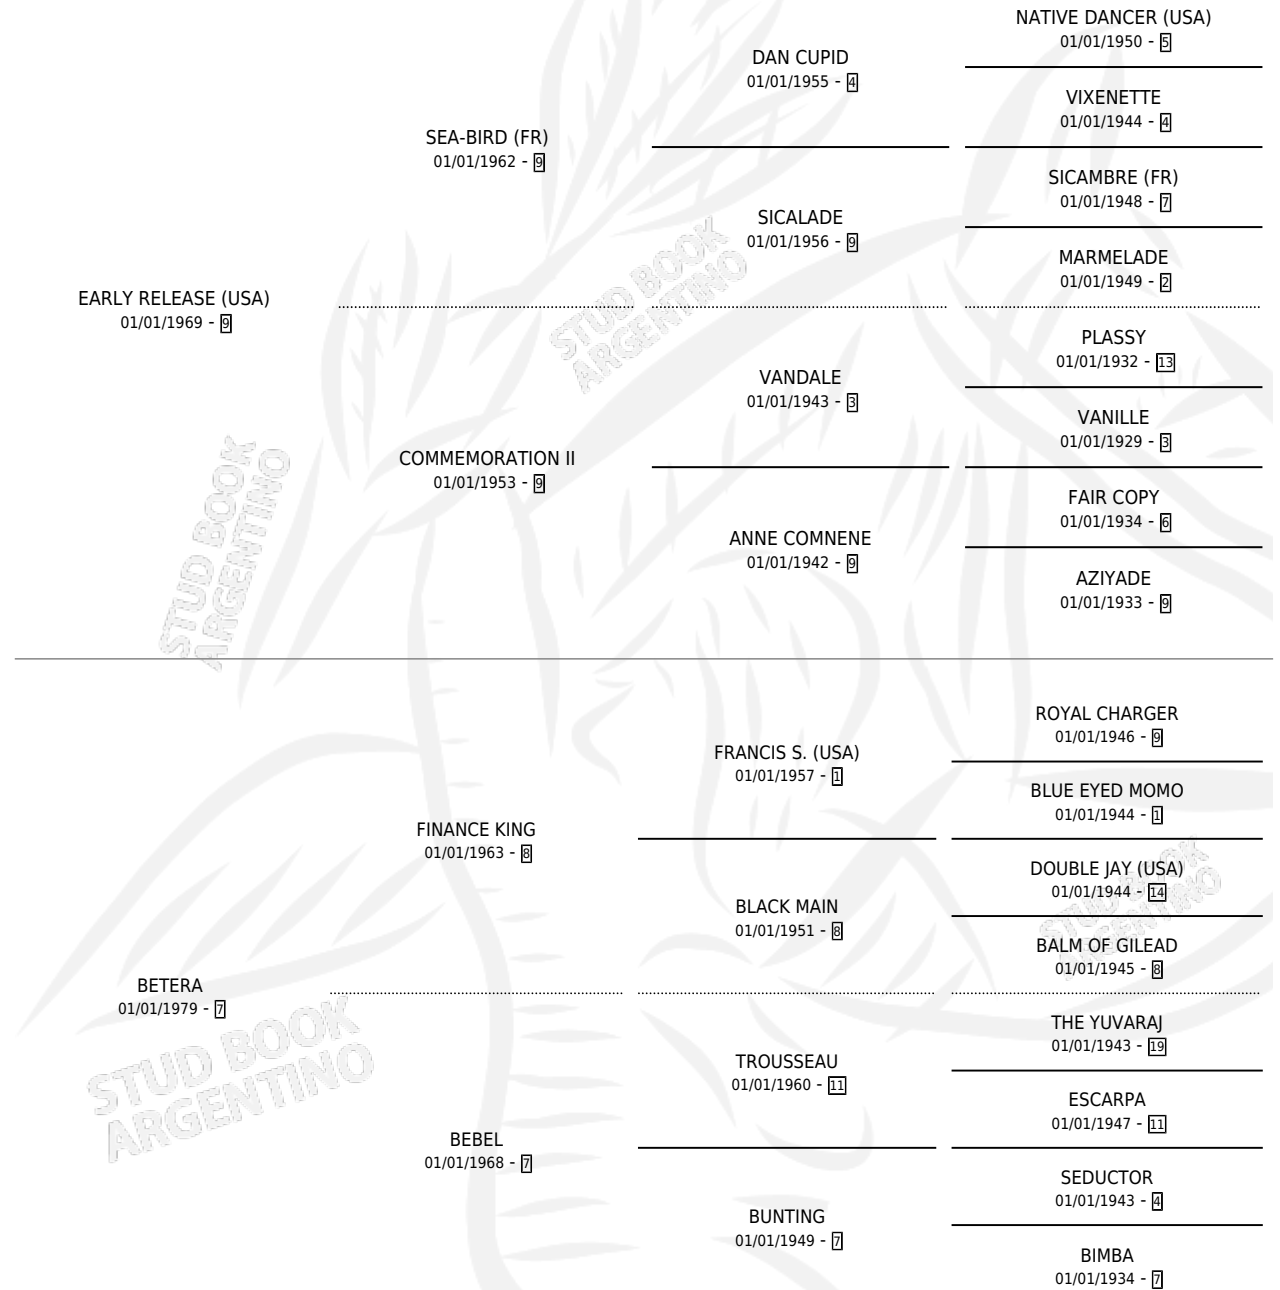 NATIVE DANCER (USA)
01/01/1950 - 5
DAN CUPID
01/01/1955 - 4
VIXENETTE
01/01/1944 - 4
SEA-BIRD (FR)
01/01/1962 - 9
SICAMBRE (FR)
01/01/1948 - 7
SICALADE
01/01/1956 - 9
MARMELADE
01/01/1949 - 2
EARLY RELEASE (USA)
01/01/1969 - 9
PLASSY
01/01/1932 - 13
VANDALE
01/01/1943 - 3
VANILLE
01/01/1929 - 3
COMMEMORATION II
01/01/1953 - 9
FAIR COPY
01/01/1934 - 6
ANNE COMNENE
01/01/1942 - 9
AZIYADE
01/01/1933 - 9
STUD BOOK
ARGENTINO
STUD BOOK
ARGENTINO
ROYAL CHARGER
01/01/1946 - 9
FRANCIS S. (USA)
01/01/1957 - 1
BLUE EYED MOMO
01/01/1944 - 1
FINANCE KING
01/01/1963 - 8
DOUBLE JAY (USA)
01/01/1944 - 14
BLACK MAIN
01/01/1951 - 8
BALM OF GILEAD
01/01/1945 - 8
BETERA
01/01/1979 - 7
THE YUVARAJ
01/01/1943 - 19
TROUSSEAU
01/01/1960 - 11
ESCARPA
01/01/1947 - 11
BEBEL
01/01/1968 - 7
SEDUCTOR
01/01/1943 - 4
BUNTING
01/01/1949 - 7
BIMBA
01/01/1934 - 7
STUD BOOK
ARGENTINO
STUD BOOK
ARGENTINO